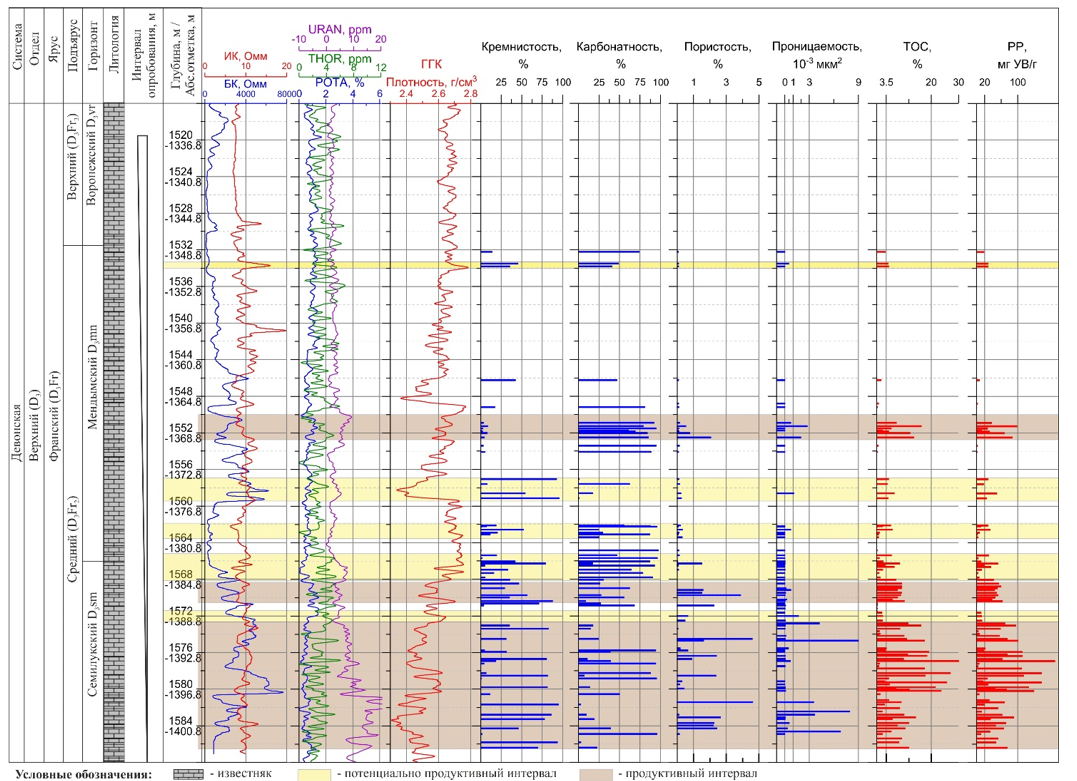 Система
Отдел
Ярус
Подъярус
Горизонт
Литология
Интервал
опробования, м
Глубина, м /
Абс.отметка, м
ИК, Омм
0 10 20
БК, Омм
0 4000 8000
URAN, ppm
-10 0 10 20
THOR, ppm
0 4 8 12
POTA, %
0 2 4 6
ГГК
Плотность, г/см³
2.4 2.6 2.8
Кремнистость,
%
25 50 75 100
Карбонатность,
%
25 50 75 100
Пористость,
%
1 3 5
Проницаемость,
10⁻³ мкм²
0 1 3 9
ТОС,
%
3.5 20 30
РР,
мг УВ/г
20 100
Девонская
Верхний (D₃)
Франский (D₃Fr)
Верхний (D₃Fr₃)
Средний (D₃Fr₂)
Воронежский D₃vr
Мендымский D₃mn
Семилукский D₃sm
1520
-1336.8
1524
-1340.8
1528
-1344.8
1532
-1348.8
1536
-1352.8
1540
-1356.8
1544
-1360.8
1548
-1364.8
1552
-1368.8
1556
-1372.8
1560
-1376.8
1564
-1380.8
1568
-1384.8
1572
-1388.8
1576
-1392.8
1580
-1396.8
1584
-1400.8
Условные обозначения: - известняк - потенциально продуктивный интервал - продуктивный интервал